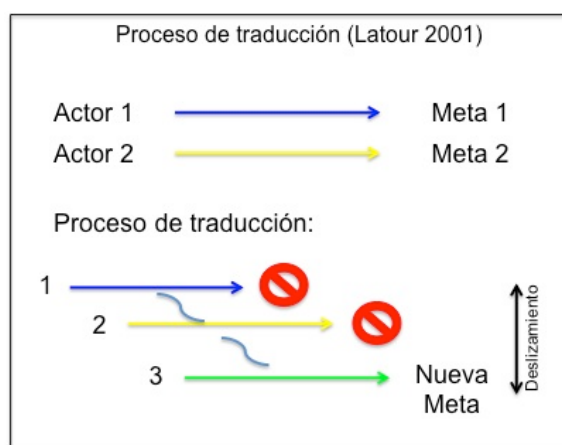 Proceso de traducción (Latour 2001)
Actor 1 Meta 1
Actor 2 Meta 2
Proceso de traducción:
1
2
3 Nueva
Meta
Deslizamiento